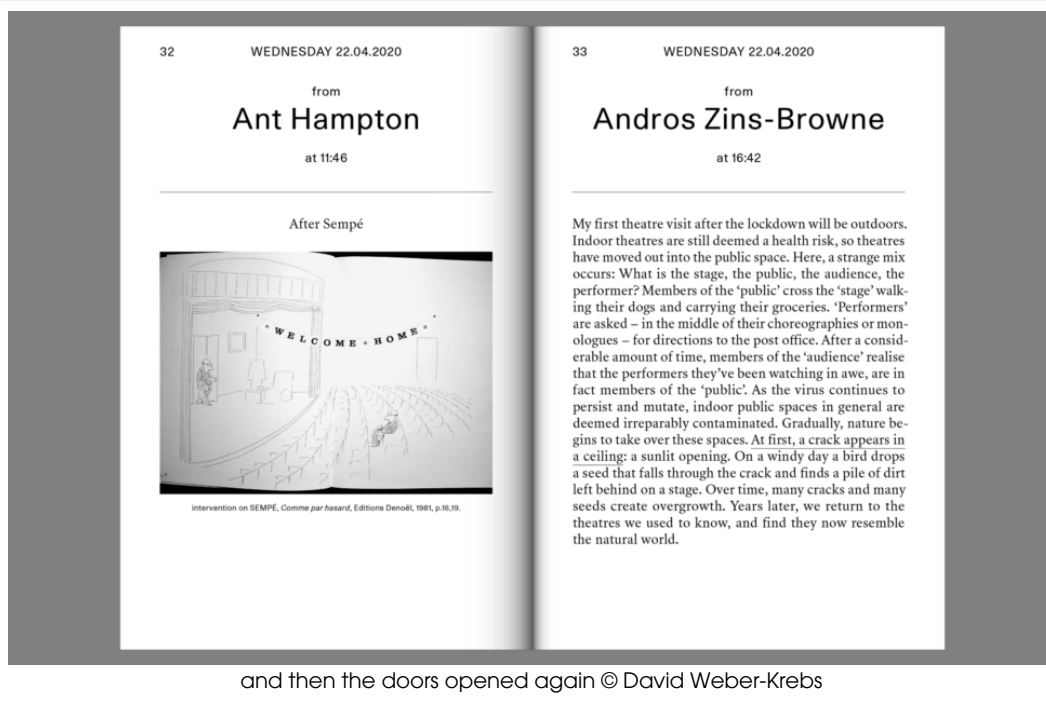 32
WEDNESDAY 22.04.2020
from
Ant Hampton
at 11:46
After Sempé
* WELCOME * HOME *
intervention on SEMPÉ, Comme par hasard, Editions Denoël, 1981, p.18,19.
33
WEDNESDAY 22.04.2020
from
Andros Zins-Browne
at 16:42
My first theatre visit after the lockdown will be outdoors.
Indoor theatres are still deemed a health risk, so theatres
have moved out into the public space. Here, a strange mix
occurs: What is the stage, the public, the audience, the
performer? Members of the ‘public’ cross the ‘stage’ walk-
ing their dogs and carrying their groceries. ‘Performers’
are asked – in the middle of their choreographies or mon-
ologues – for directions to the post office. After a consid-
erable amount of time, members of the ‘audience’ realise
that the performers they’ve been watching in awe, are in
fact members of the ‘public’. As the virus continues to
persist and mutate, indoor public spaces in general are
deemed irreparably contaminated. Gradually, nature be-
gins to take over these spaces. At first, a crack appears in
a ceiling: a sunlit opening. On a windy day a bird drops
a seed that falls through the crack and finds a pile of dirt
left behind on a stage. Over time, many cracks and many
seeds create overgrowth. Years later, we return to the
theatres we used to know, and find they now resemble
the natural world.
and then the doors opened again © David Weber-Krebs